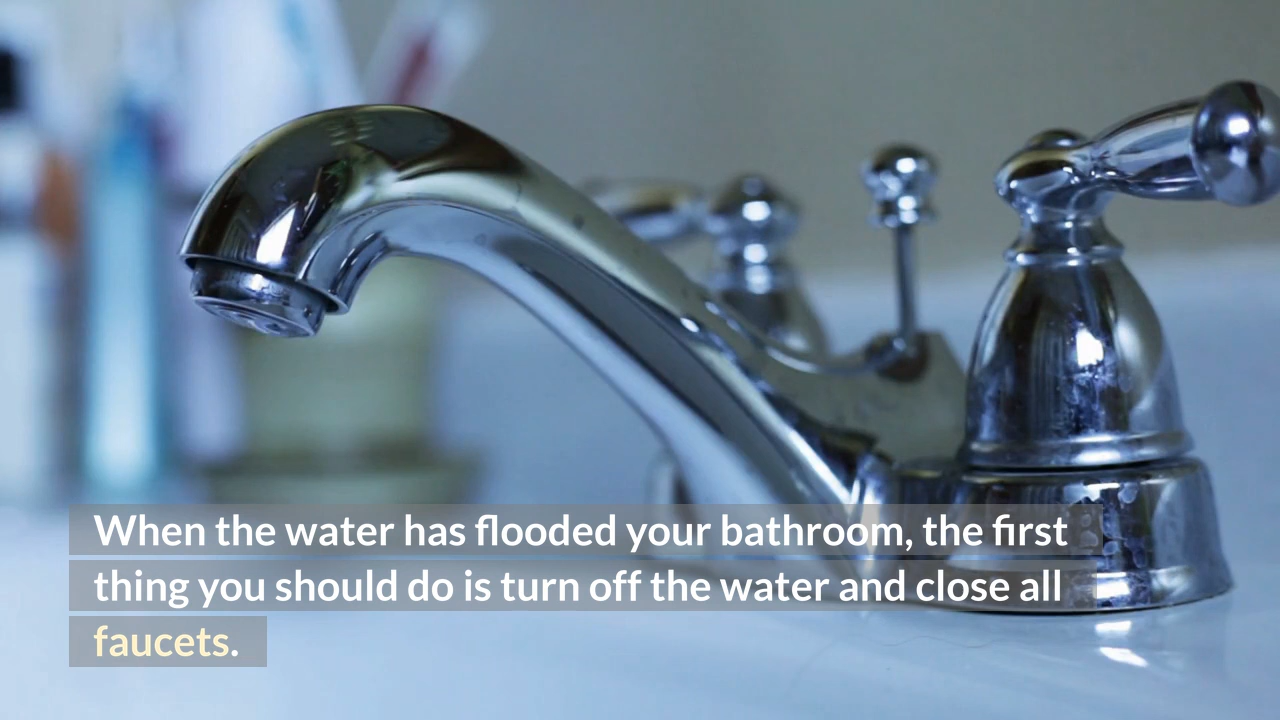 When the water has flooded your bathroom, the first
thing you should do is turn off the water and close all
faucets.